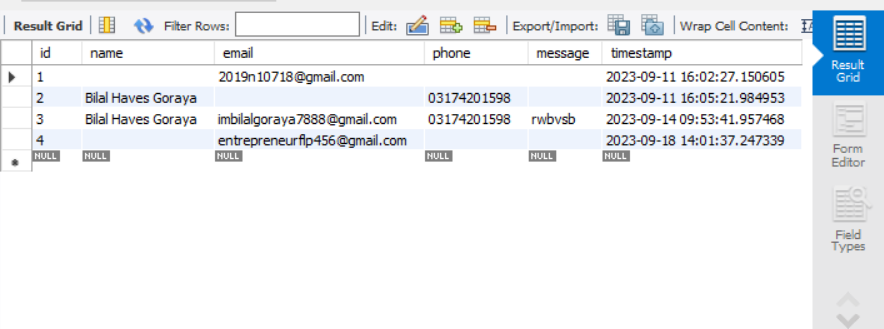 Result Grid Filter Rows: Edit: Export/Import: Wrap Cell Content:
id name email phone message timestamp
1 2019n10718@gmail.com 2023-09-11 16:02:27.150605
2 Bilal Haves Goraya 03174201598 2023-09-11 16:05:21.984953
3 Bilal Haves Goraya imbilalgoraya7888@gmail.com 03174201598 rwbvsb 2023-09-14 09:53:41.957468
4 entrepreneurflp456@gmail.com 2023-09-18 14:01:37.247339
NULL NULL NULL NULL NULL NULL
Result
Grid
Form
Editor
Field
Types